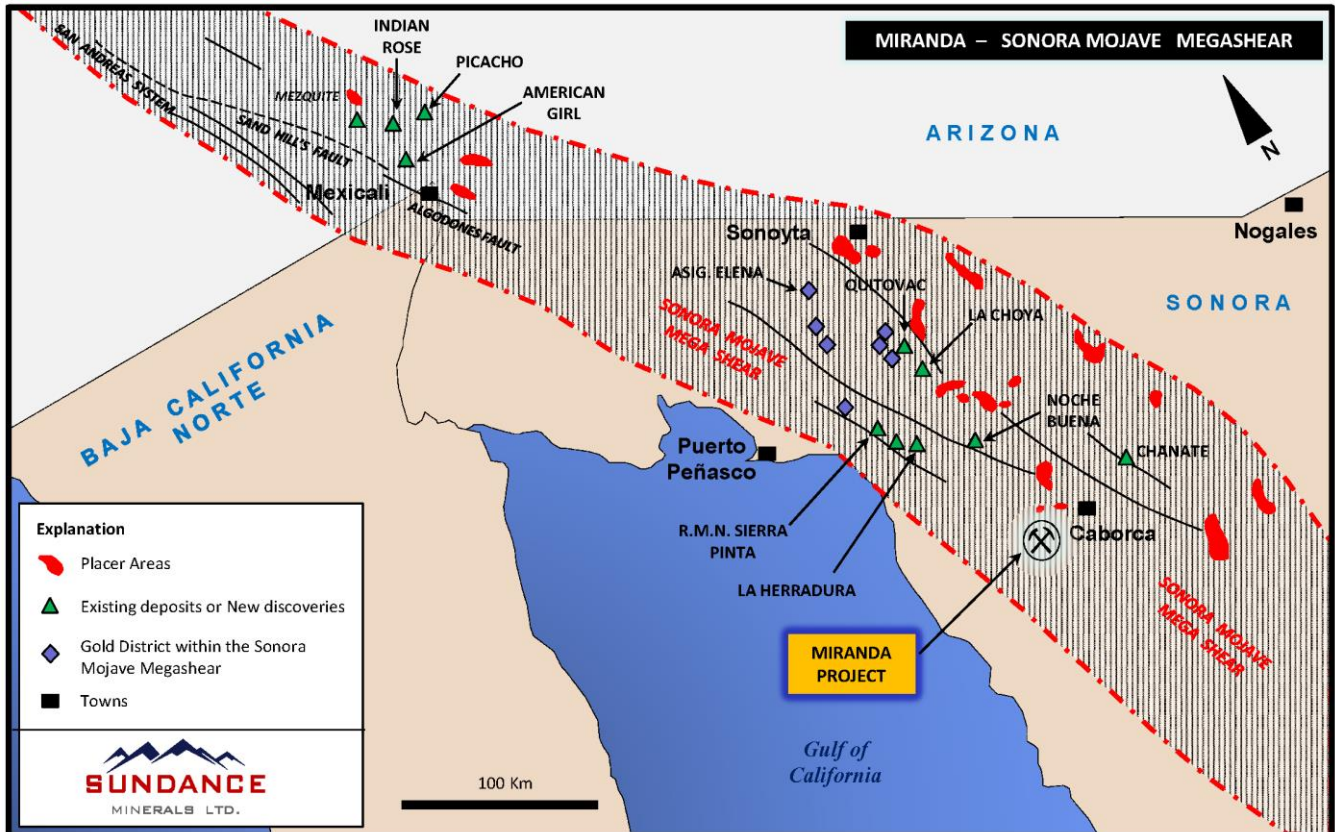 MIRANDA – SONORA MOJAVE MEGASHEAR
INDIAN
ROSE
PICACHO
AMERICAN
GIRL
SAN ANDREAS SYSTEM
MEZQUITE
SAND HILL'S FAULT
ARIZONA
N
Mexicali
ALGODONES FAULT
Sonoyta
Nogales
ASIG. ELENA
QUITOVAC
SONORA
LA CHOYA
SONORA MOJAVE
MEGA SHEAR
BAJA CALIFORNIA
NORTE
NOCHE
BUENA
Puerto
Peñasco
CHANATE
R.M.N. SIERRA
PINTA
Caborca
LA HERRADURA
SONORA MOJAVE
MEGA SHEAR
MIRANDA
PROJECT
Gulf of
California
Explanation
Placer Areas
Existing deposits or New discoveries
Gold District within the Sonora
Mojave Megashear
Towns
SUNDANCE
MINERALS LTD.
100 Km